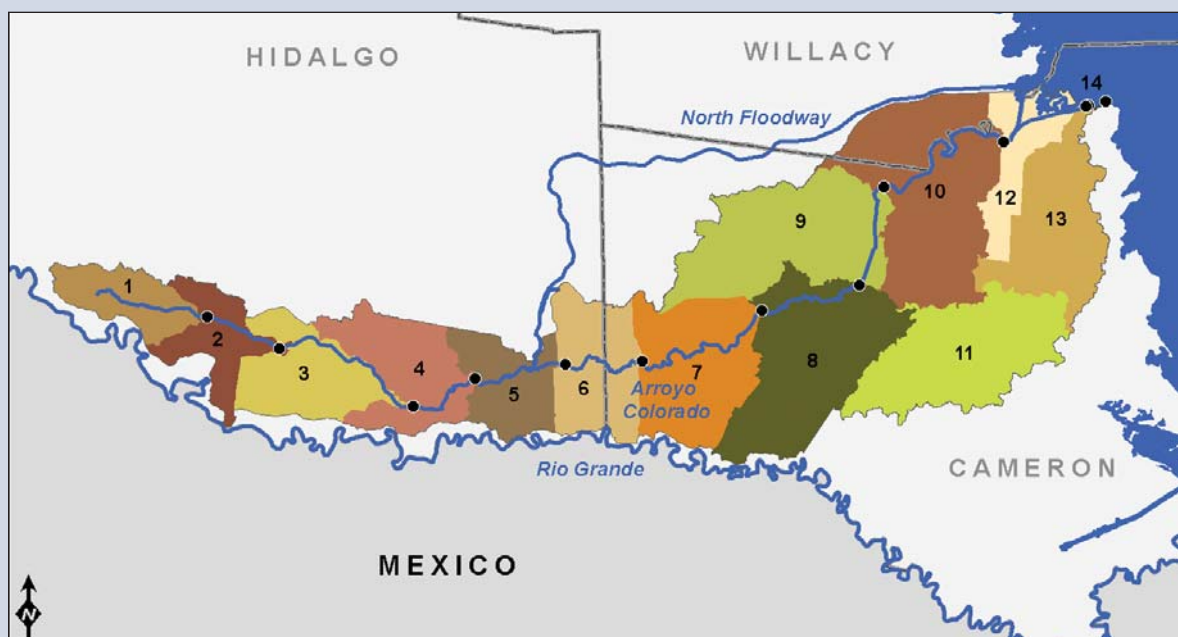 HIDALGO
WILLACY
14
North Floodway
10
12
13
9
1
2
3
4
5
6
7
8
11
Arroyo
Colorado
Rio Grande
CAMERON
MEXICO
N